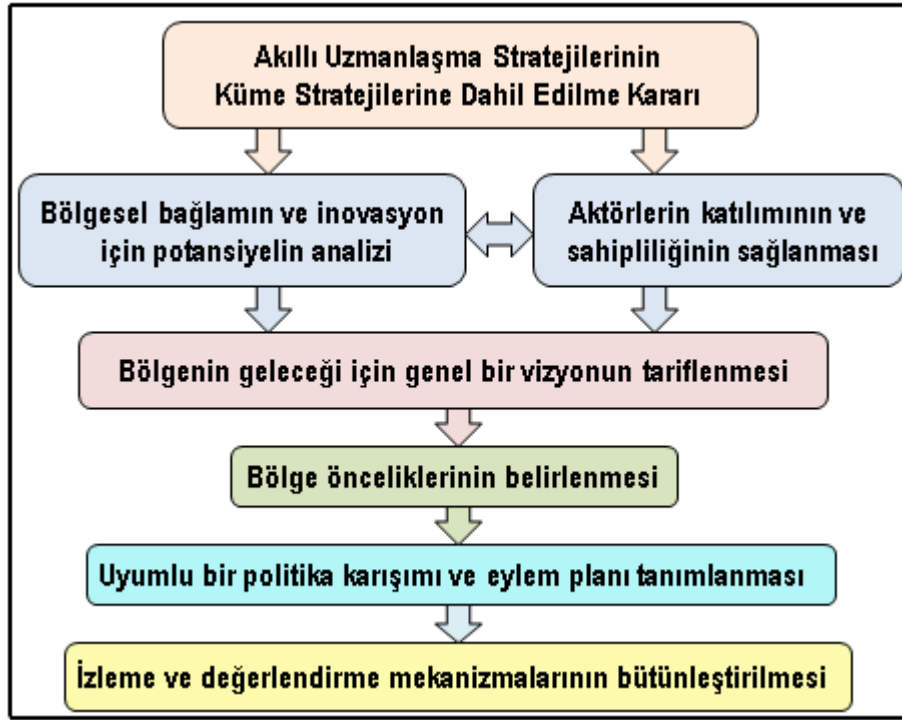 Akıllı Uzmanlaşma Stratejilerinin
Küme Stratejilerine Dahil Edilme Kararı
Bölgesel bağlamın ve inovasyon
için potansiyelin analizi
Aktörlerin katılımının ve
sahipliliğinin sağlanması
Bölgenin geleceği için genel bir vizyonun tariflenmesi
Bölge önceliklerinin belirlenmesi
Uyumlu bir politika karışımı ve eylem planı tanımlanması
İzleme ve değerlendirme mekanizmalarının bütünleştirilmesi